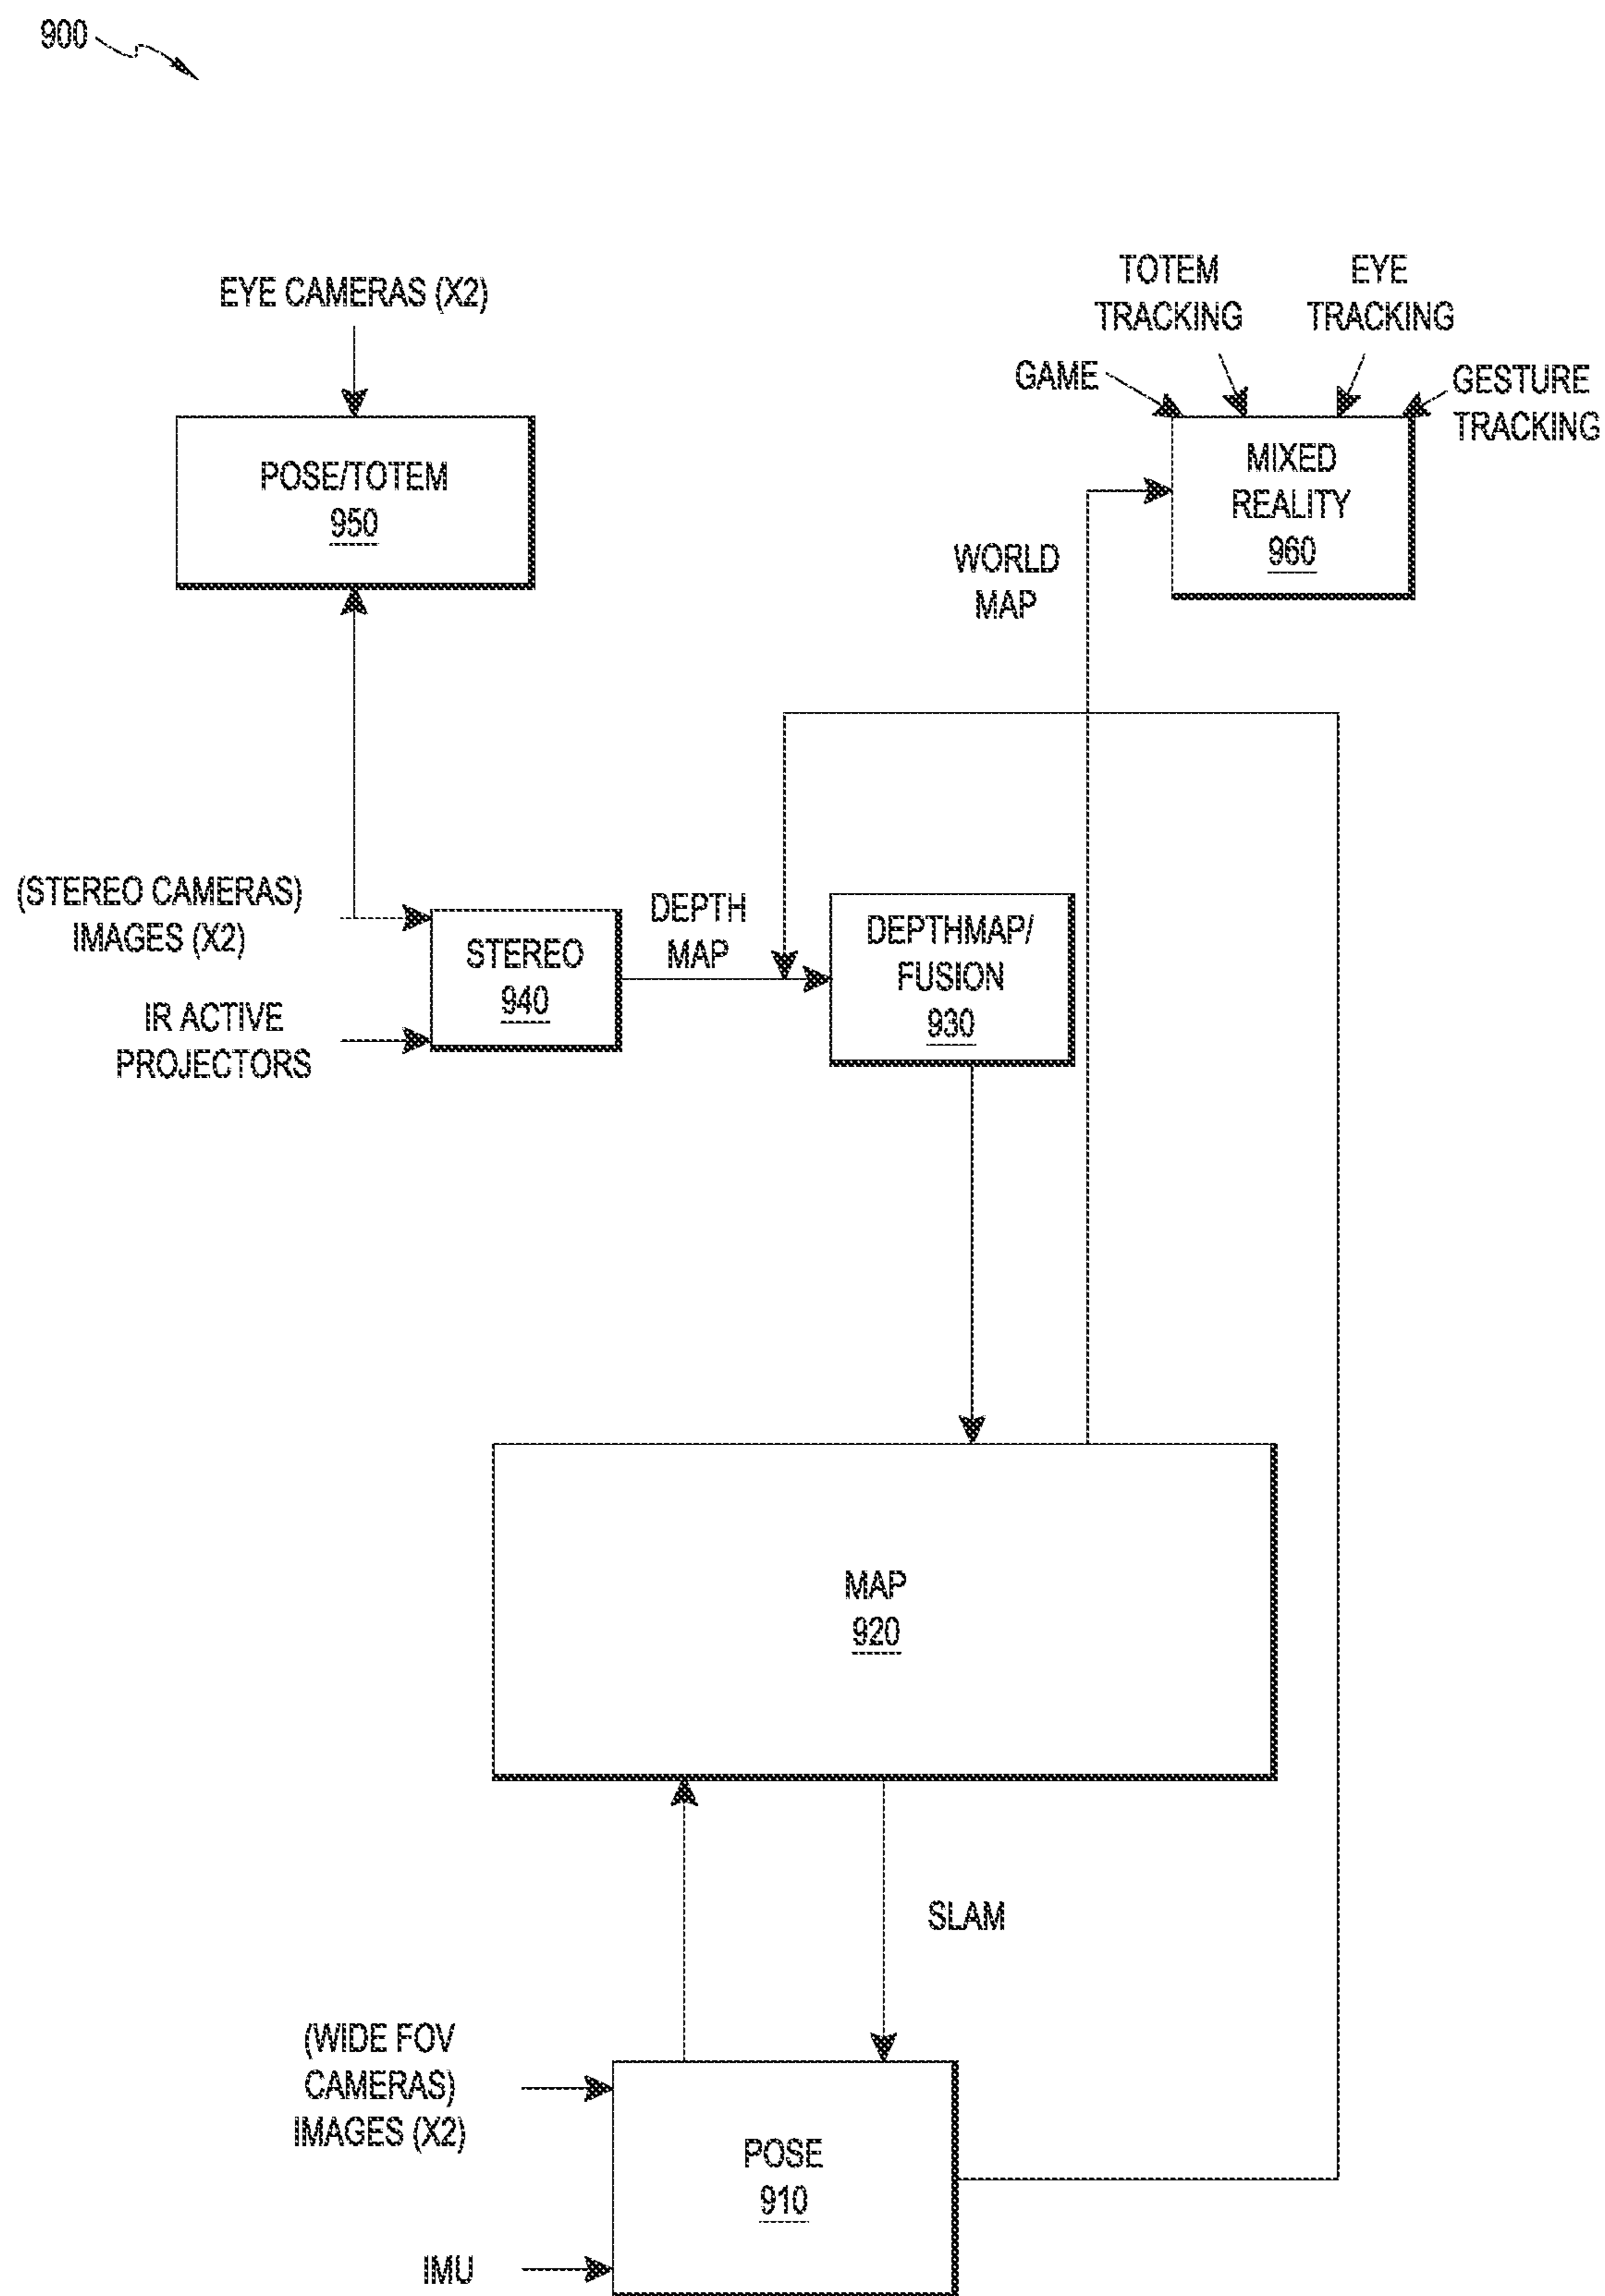 900
EYE CAMERAS (X2)
POSE/TOTEM
950
TOTEM
TRACKING
EYE
TRACKING
GAME
GESTURE
TRACKING
MIXED
REALITY
960
WORLD
MAP
(STEREO CAMERAS)
IMAGES (X2)
IR ACTIVE
PROJECTORS
STEREO
940
DEPTH
MAP
DEPTHMAP/
FUSION
930
MAP
920
SLAM
(WIDE FOV
CAMERAS)
IMAGES (X2)
IMU
POSE
910